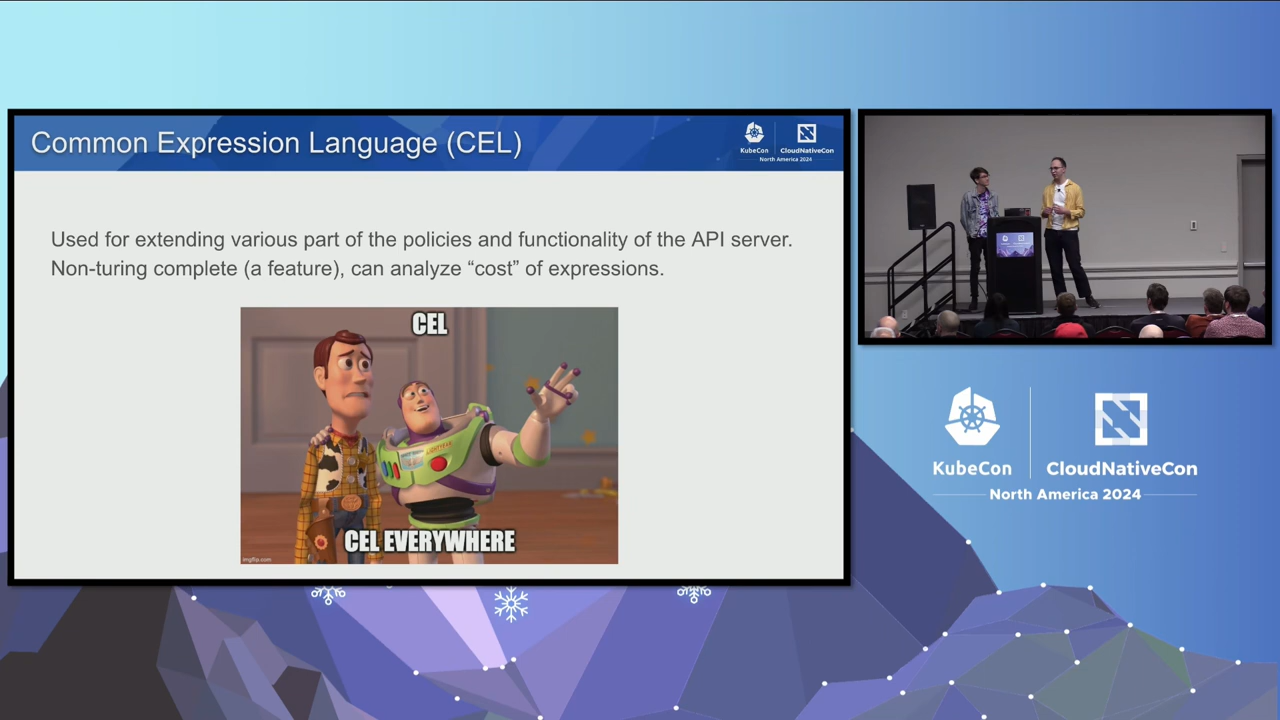 Common Expression Language (CEL)
KubeCon
CloudNativeCon
North America 2024
Used for extending various part of the policies and functionality of the API server.
Non-turing complete (a feature), can analyze “cost” of expressions.
CEL
LIGHTYEAR
CEL EVERYWHERE
imgflip.com
KubeCon
CloudNativeCon
North America 2024